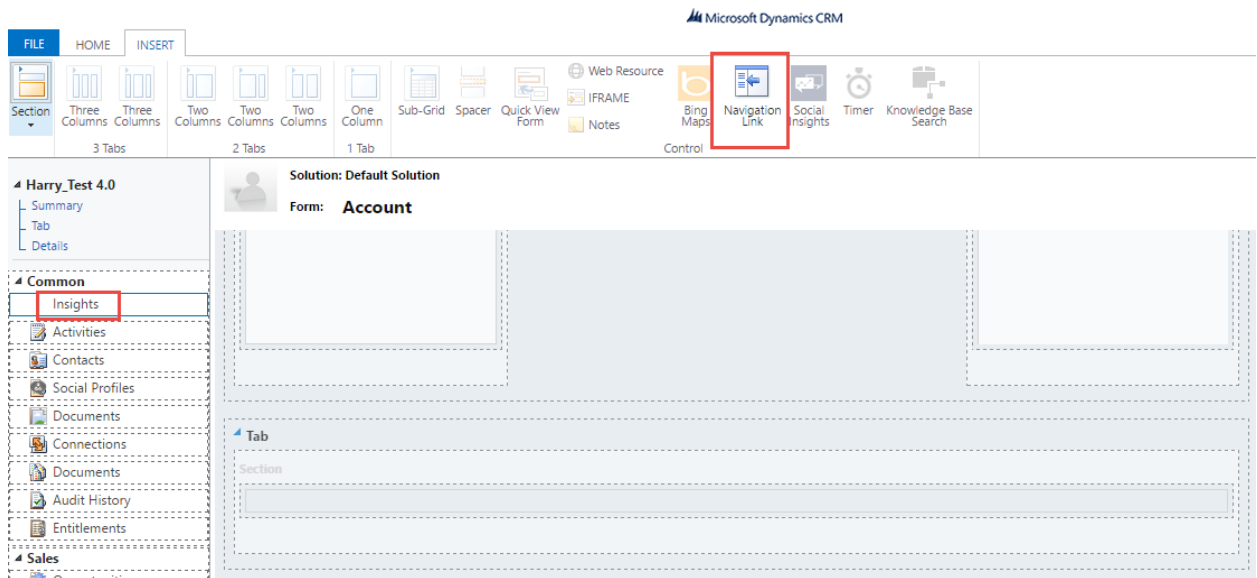 Microsoft Dynamics CRM
FILE HOME INSERT
Section
Three Columns
Three Columns
Two Columns
Two Columns
Two Columns
One Column
Sub-Grid
Spacer
Quick View Form
Web Resource
IFRAME
Notes
Bing Maps
Navigation Link
Social Insights
Timer
Knowledge Base Search
3 Tabs
2 Tabs
1 Tab
Control
Harry_Test 4.0
Summary
Tab
Details
Solution: Default Solution
Form: Account
Common
Insights
Activities
Contacts
Social Profiles
Documents
Connections
Documents
Audit History
Entitlements
Sales
Tab
Section